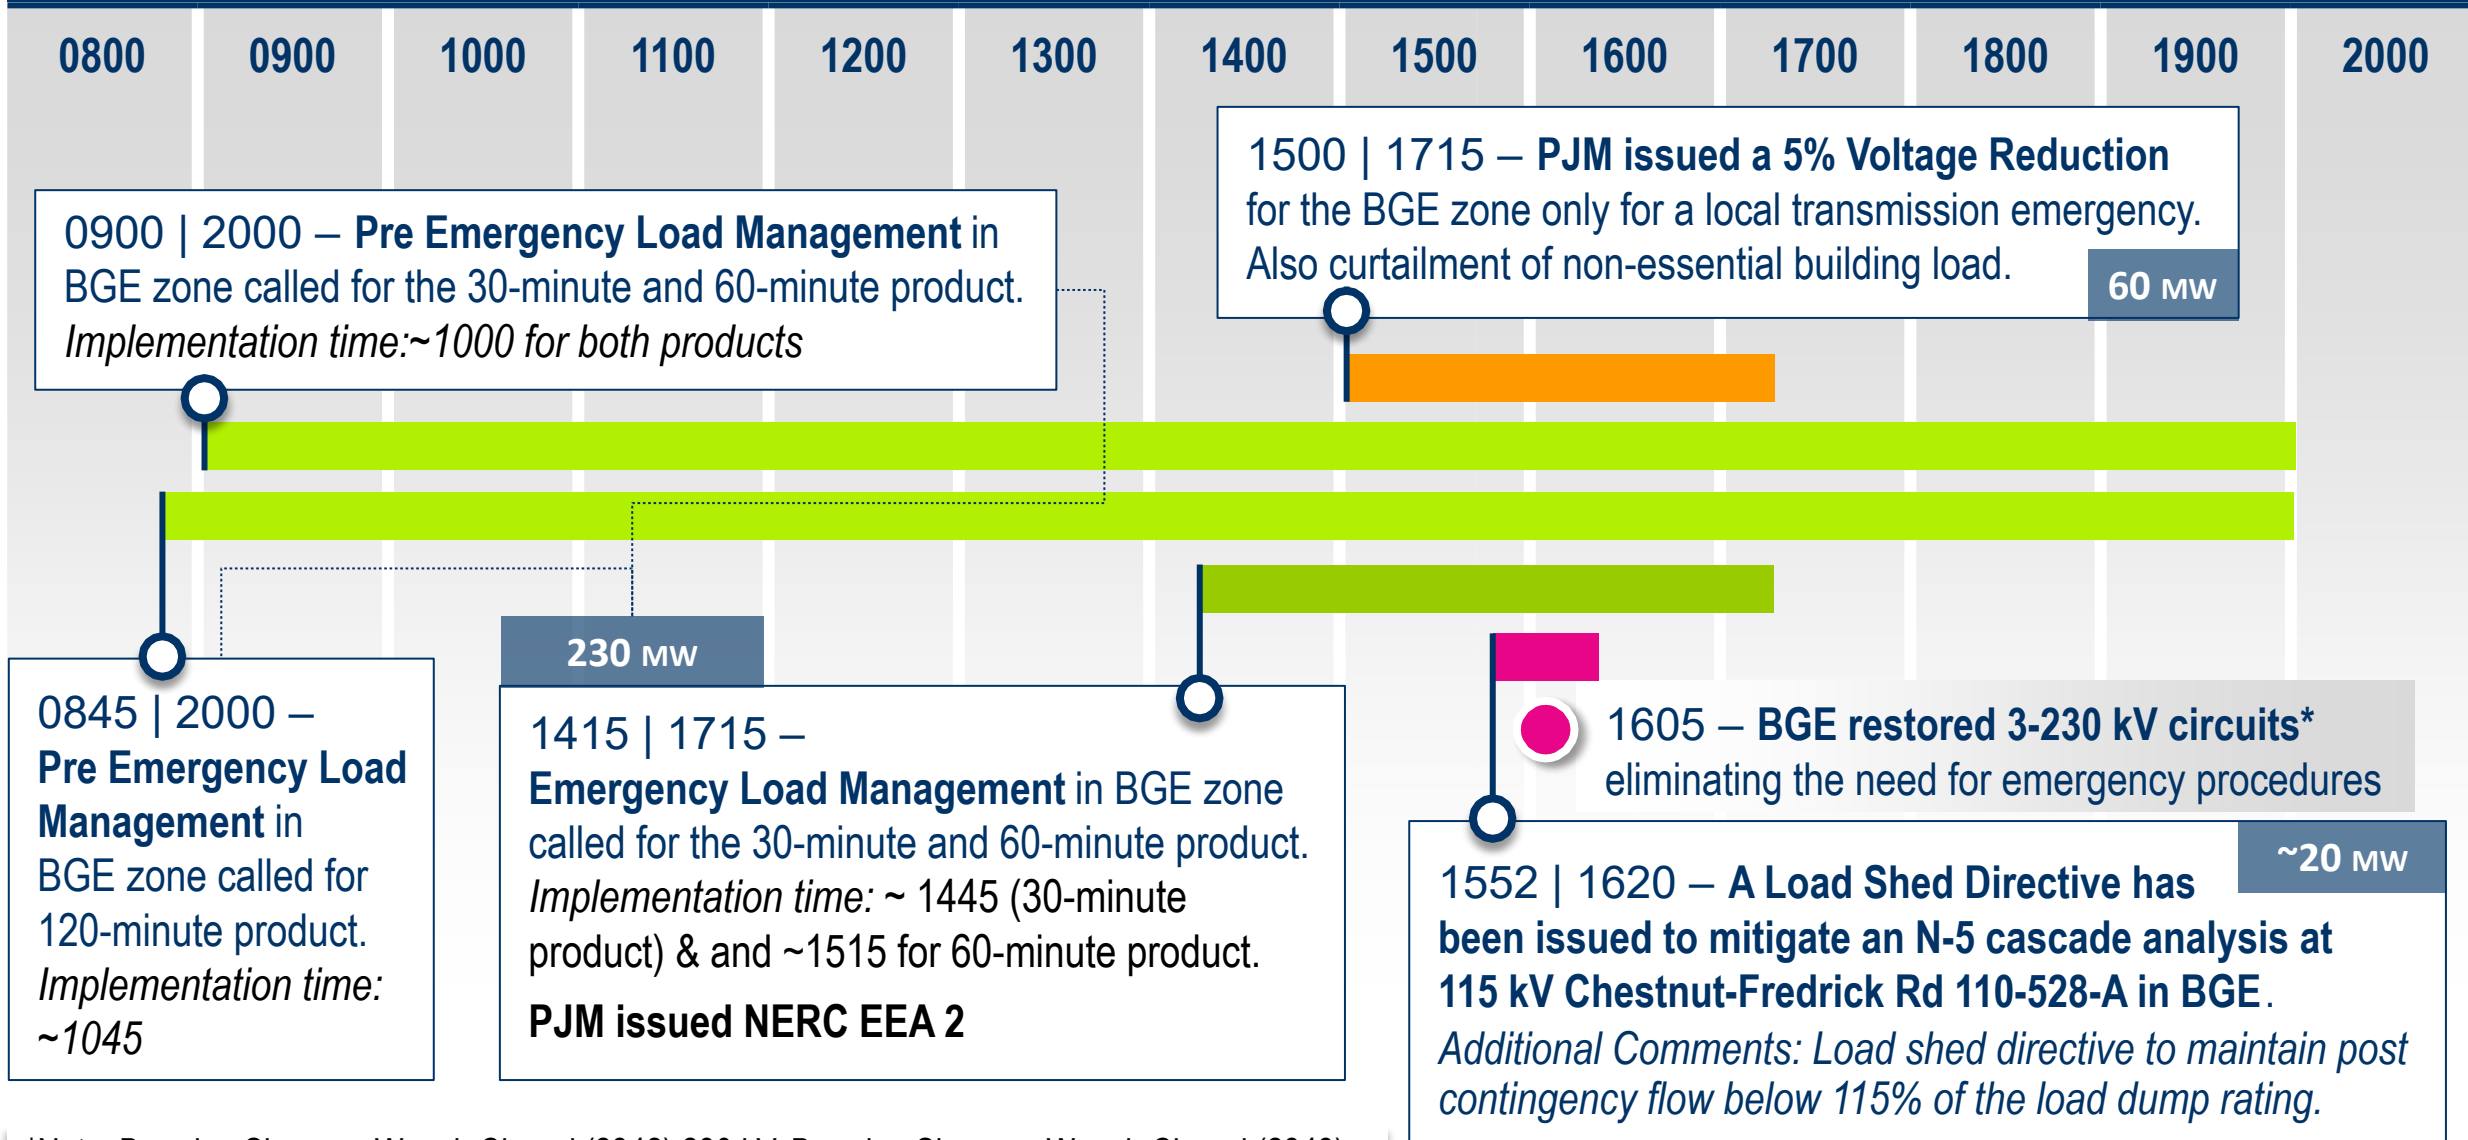 0800 0900 1000 1100 1200 1300 1400 1500 1600 1700 1800 1900 2000
1500 | 1715 – PJM issued a 5% Voltage Reduction
for the BGE zone only for a local transmission emergency.
Also curtailment of non-essential building load.
60 MW
0900 | 2000 – Pre Emergency Load Management in
BGE zone called for the 30-minute and 60-minute product.
Implementation time:~1000 for both products
230 MW
0845 | 2000 –
Pre Emergency Load
Management in
BGE zone called for
120-minute product.
Implementation time:
~1045
1415 | 1715 –
Emergency Load Management in BGE zone
called for the 30-minute and 60-minute product.
Implementation time: ~ 1445 (30-minute
product) & and ~1515 for 60-minute product.
PJM issued NERC EEA 2
1605 – BGE restored 3-230 kV circuits*
eliminating the need for emergency procedures
~20 MW
1552 | 1620 – A Load Shed Directive has
been issued to mitigate an N-5 cascade analysis at
115 kV Chestnut-Fredrick Rd 110-528-A in BGE.
Additional Comments: Load shed directive to maintain post
contingency flow below 115% of the load dump rating.